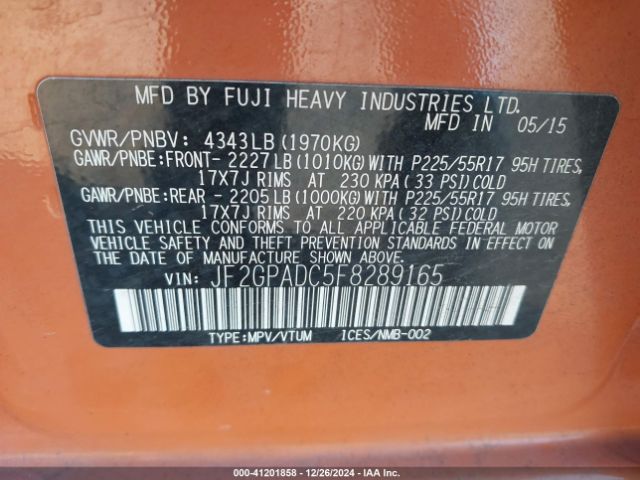 MFD BY FUJI HEAVY INDUSTRIES LTD.
MFD IN 05/15
GVWR/PNBV: 4343LB(1970KG)
GAWR/PNBE:FRONT- 2227LB(1010KG)WITH P225/55R17 95H TIRES,
17X7J RIMS AT 230 KPA(33 PSI)COLD
GAWR/PNBE:REAR - 2205LB(1000KG)WITH P225/55R17 95H TIRES,
17X7J RIMS AT 220 KPA(32 PSI)COLD
THIS VEHICLE CONFORMS TO ALL APPLICABLE FEDERAL MOTOR
VEHICLE SAFETY AND THEFT PREVENTION STANDARDS IN EFFECT
ON THE DATE OF MANUFACTURE SHOWN ABOVE.
VIN: JF2GPADC5F8289165
TYPE:MPV/VTUM ICES/NMB-002
000-41201858 • 12/26/2024 • IAA Inc.